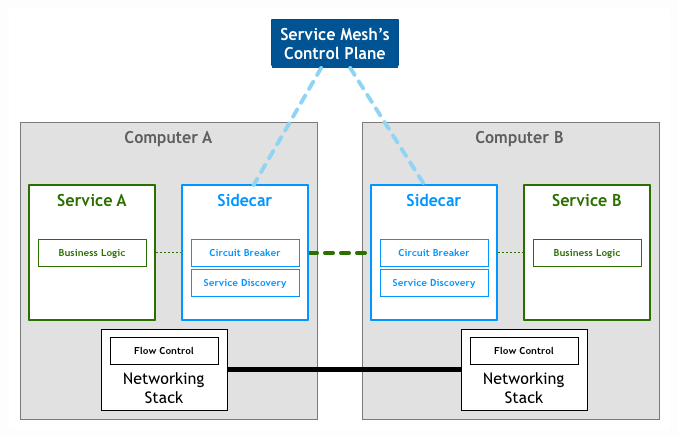 Service Mesh's
Control Plane
Computer A
Computer B
Service A
Sidecar
Sidecar
Service B
Business Logic
Circuit Breaker
Circuit Breaker
Business Logic
Service Discovery
Service Discovery
Flow Control
Flow Control
Networking
Stack
Networking
Stack